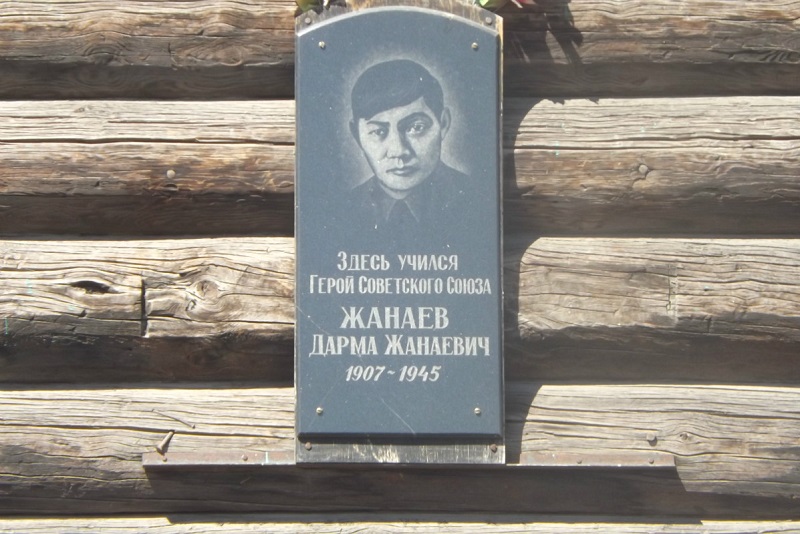 Здесь учился
Герой Советского Союза
ЖАНАЕВ
Дарма Жанаевич
1907~1945